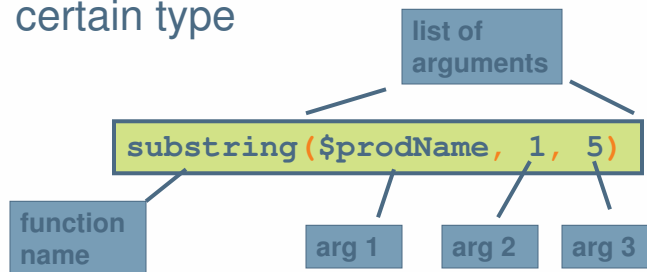 certain type
list of
arguments
substring($prodName, 1, 5)
function
name
arg 1
arg 2
arg 3